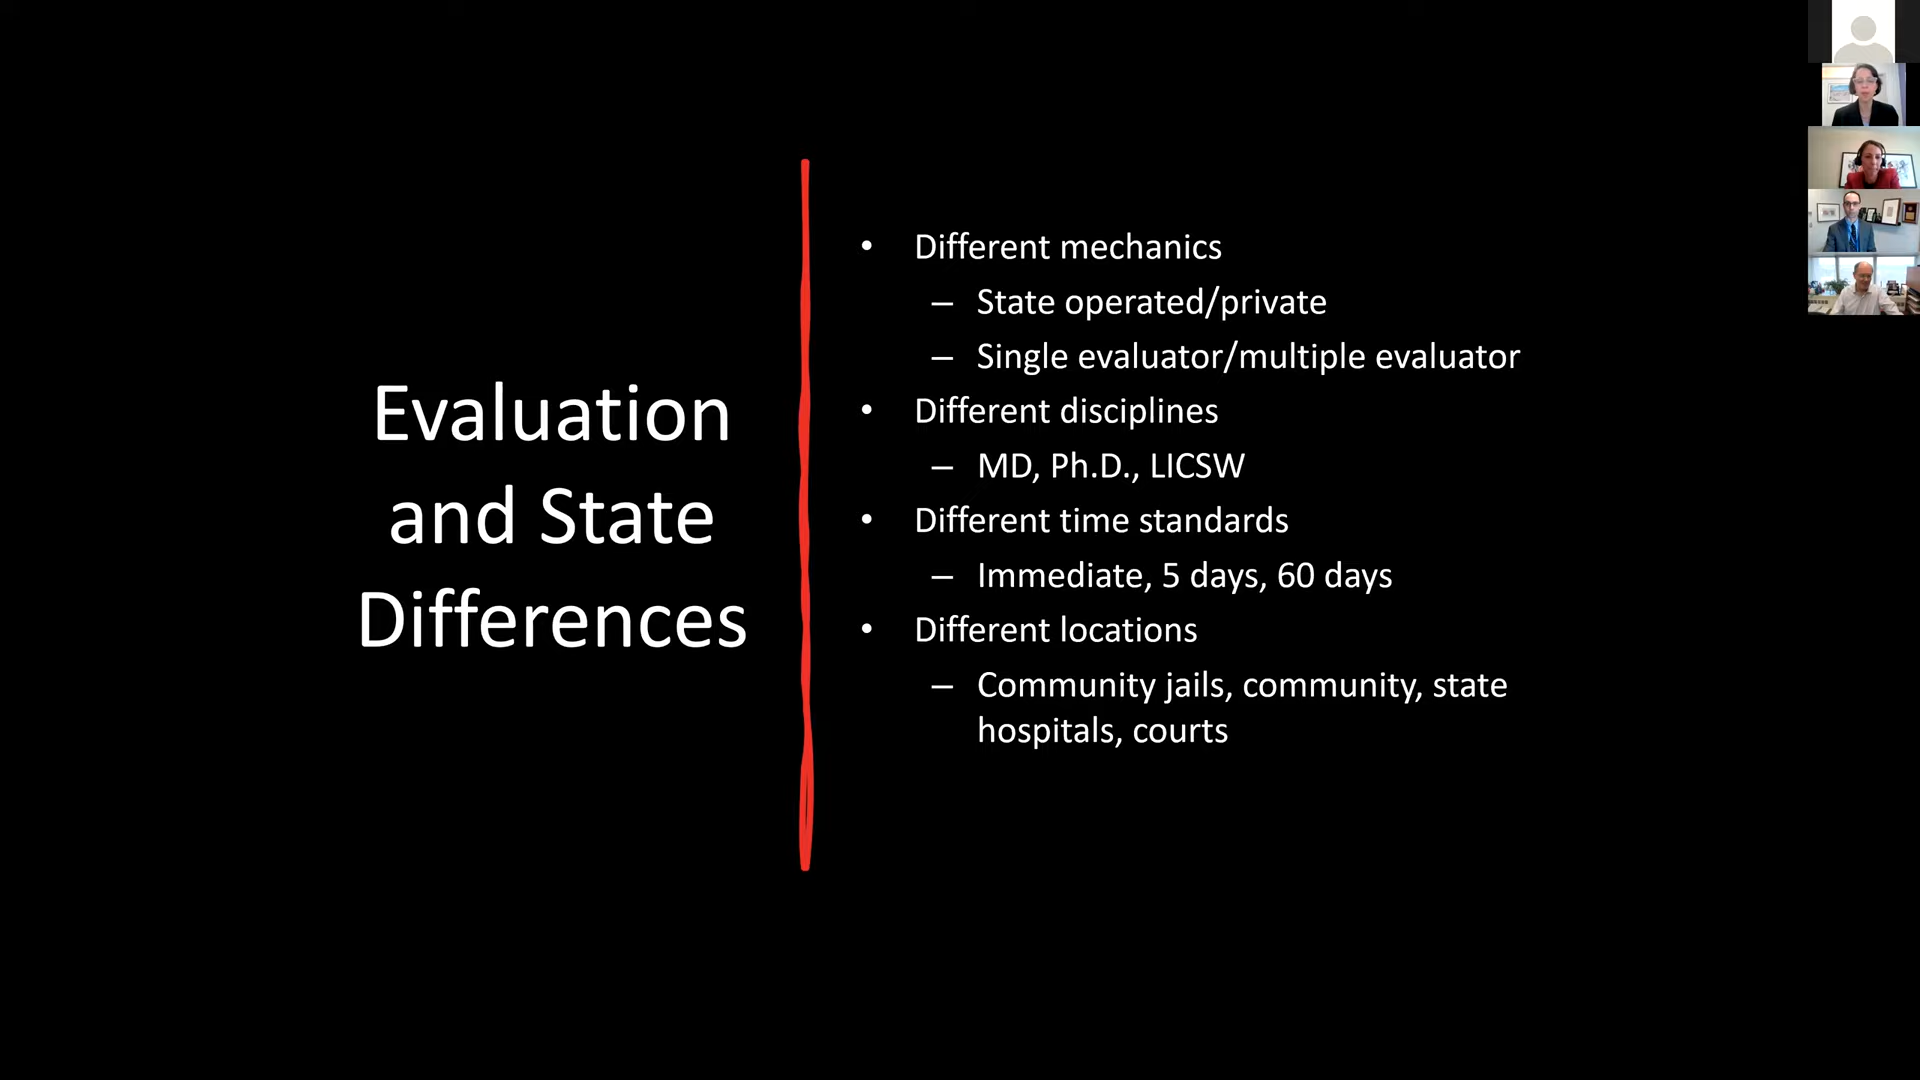 Evaluation
and State
Differences
• Different mechanics
– State operated/private
– Single evaluator/multiple evaluator
• Different disciplines
– MD, Ph.D., LICSW
• Different time standards
– Immediate, 5 days, 60 days
• Different locations
– Community jails, community, state
hospitals, courts